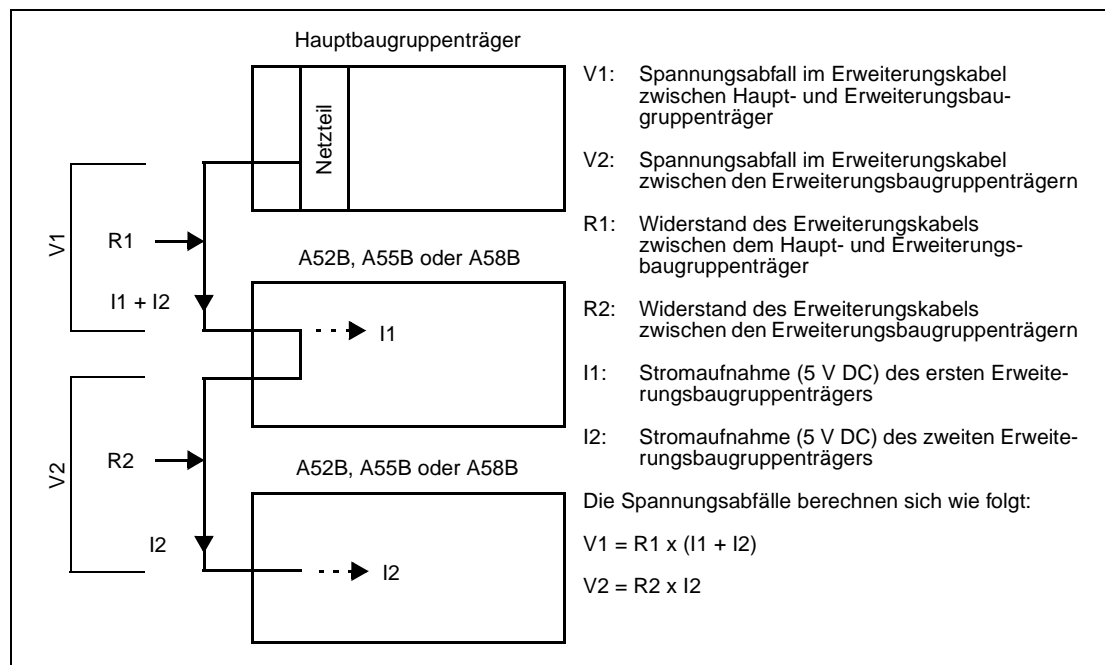 Hauptbaugruppenträger
Netzteil
V1
R1
I1 + I2
A52B, A55B oder A58B
I1
V2
R2
I2
A52B, A55B oder A58B
I2
V1: Spannungsabfall im Erweiterungskabel
zwischen Haupt- und Erweiterungsbau-
gruppenträger
V2: Spannungsabfall im Erweiterungskabel
zwischen den Erweiterungsbaugruppenträgern
R1: Widerstand des Erweiterungskabels
zwischen dem Haupt- und Erweiterungs-
baugruppenträger
R2: Widerstand des Erweiterungskabels
zwischen den Erweiterungsbaugruppenträgern
I1: Stromaufnahme (5 V DC) des ersten Erweite-
rungsbaugruppenträgers
I2: Stromaufnahme (5 V DC) des zweiten Erweite-
rungsbaugruppenträgers
Die Spannungsabfälle berechnen sich wie folgt:
V1 = R1 x (I1 + I2)
V2 = R2 x I2